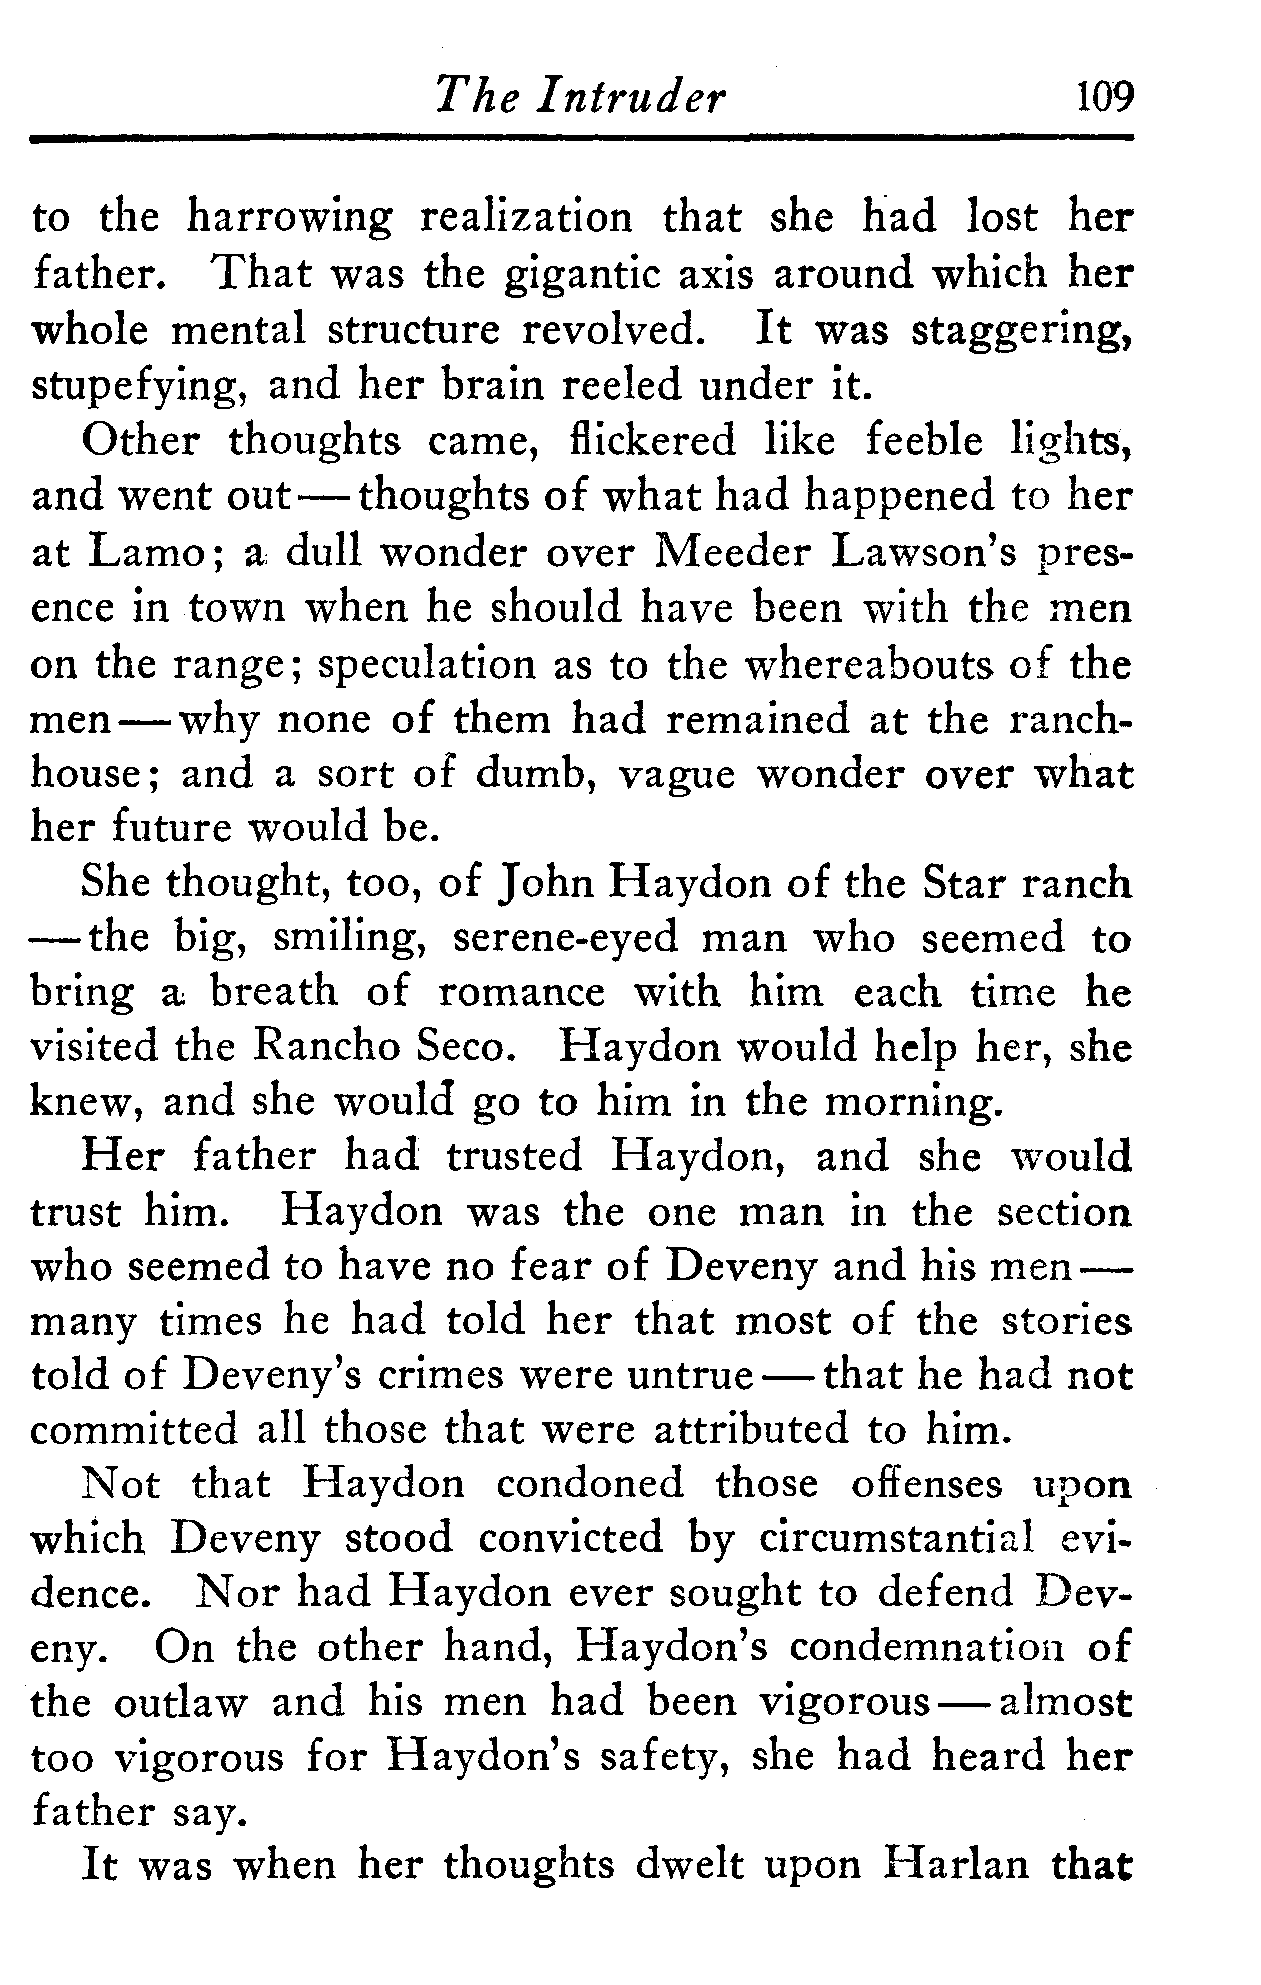 The Intruder 109
to the harrowing realization that she had lost her
father. That was the gigantic axis around which her
whole mental structure revolved. It was staggering,
stupefying, and her brain reeled under it.
Other thoughts came, flickered like feeble lights,
and went out—thoughts of what had happened to her
at Lamo; a dull wonder over Meeder Lawson's pres-
ence in town when he should have been with the men
on the range; speculation as to the whereabouts of the
men—why none of them had remained at the ranch-
house; and a sort of dumb, vague wonder over what
her future would be.
She thought, too, of John Haydon of the Star ranch
—the big, smiling, serene-eyed man who seemed to
bring a breath of romance with him each time he
visited the Rancho Seco. Haydon would help her, she
knew, and she would go to him in the morning.
Her father had trusted Haydon, and she would
trust him. Haydon was the one man in the section
who seemed to have no fear of Deveny and his men—
many times he had told her that most of the stories
told of Deveny's crimes were untrue—that he had not
committed all those that were attributed to him.
Not that Haydon condoned those offenses upon
which Deveny stood convicted by circumstantial evi-
dence. Nor had Haydon ever sought to defend Dev-
eny. On the other hand, Haydon's condemnation of
the outlaw and his men had been vigorous—almost
too vigorous for Haydon's safety, she had heard her
father say.
It was when her thoughts dwelt upon Harlan that